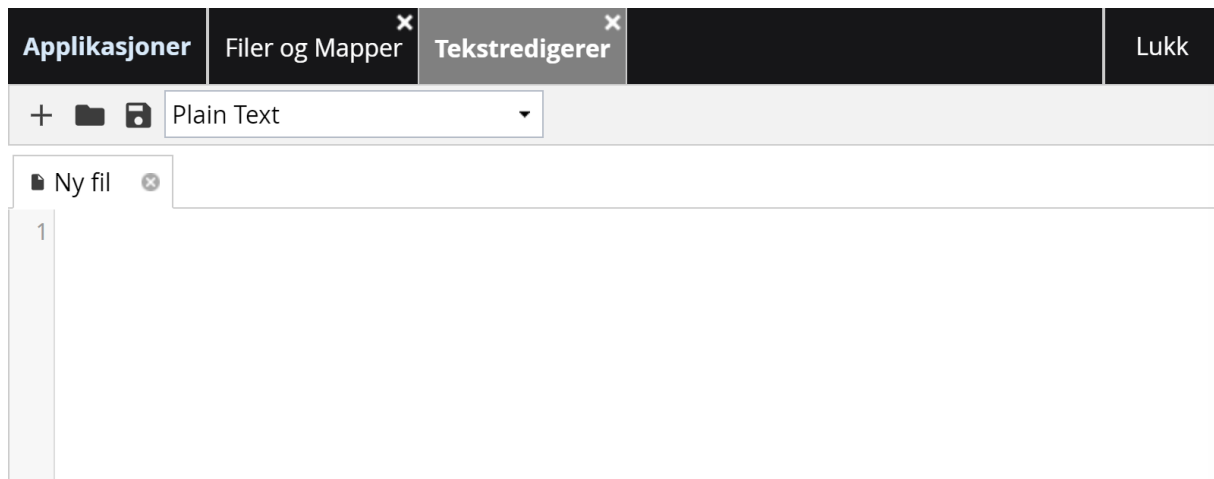 Applikasjoner
Filer og Mapper
Tekstredigerer
Lukk
Plain Text
Ny fil
1